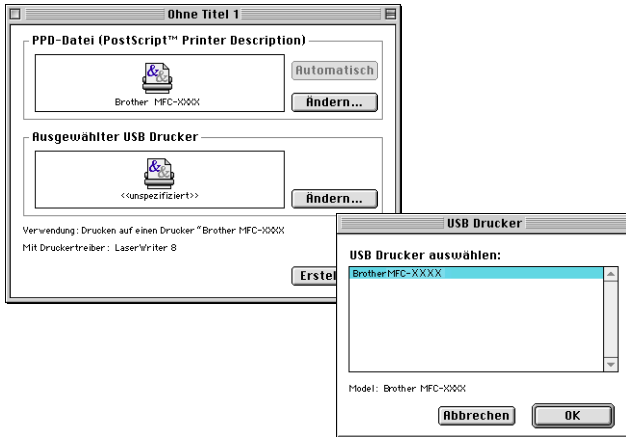 Ohne Titel 1
PPD-Datei (PostScript™ Printer Description)
Automatisch
Brother MFC-XXXX
Ändern...
Ausgewählter USB Drucker
<<unspezifiziert>>
Ändern...
Verwendung: Drucken auf einen Drucker "Brother MFC-XXXX
Mit Druckertreiber: LaserWriter 8
Erstel
USB Drucker
USB Drucker auswählen:
Brother MFC-XXXX
Model: Brother MFC-XXXX
Abbrechen OK